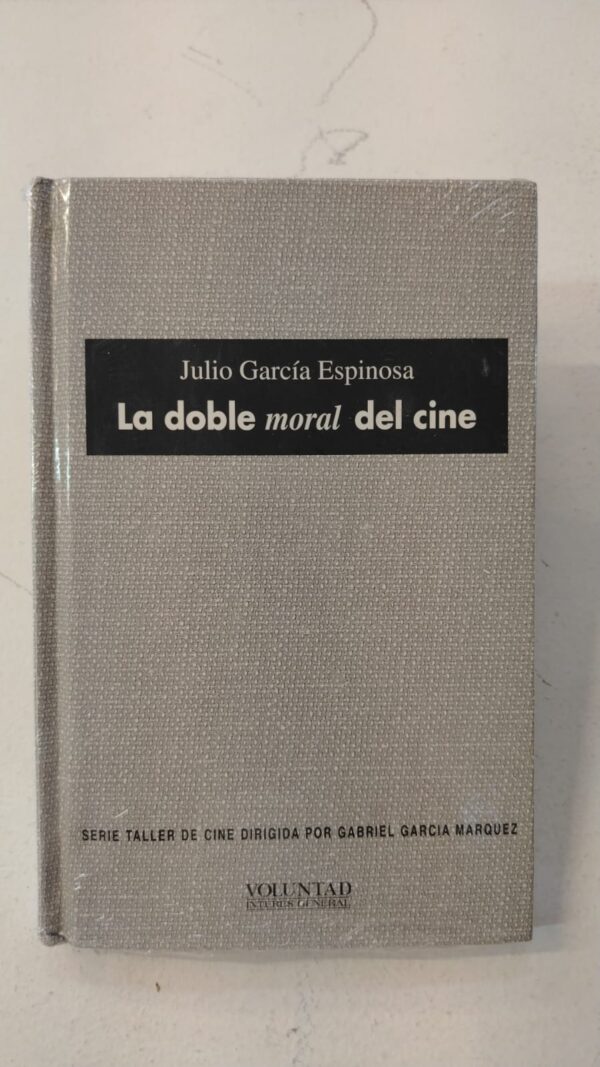 Julio García Espinosa
La doble moral del cine
SERIE TALLER DE CINE DIRIGIDA POR GABRIEL GARCIA MARQUEZ
VOLUNTAD
INTERES GENERAL